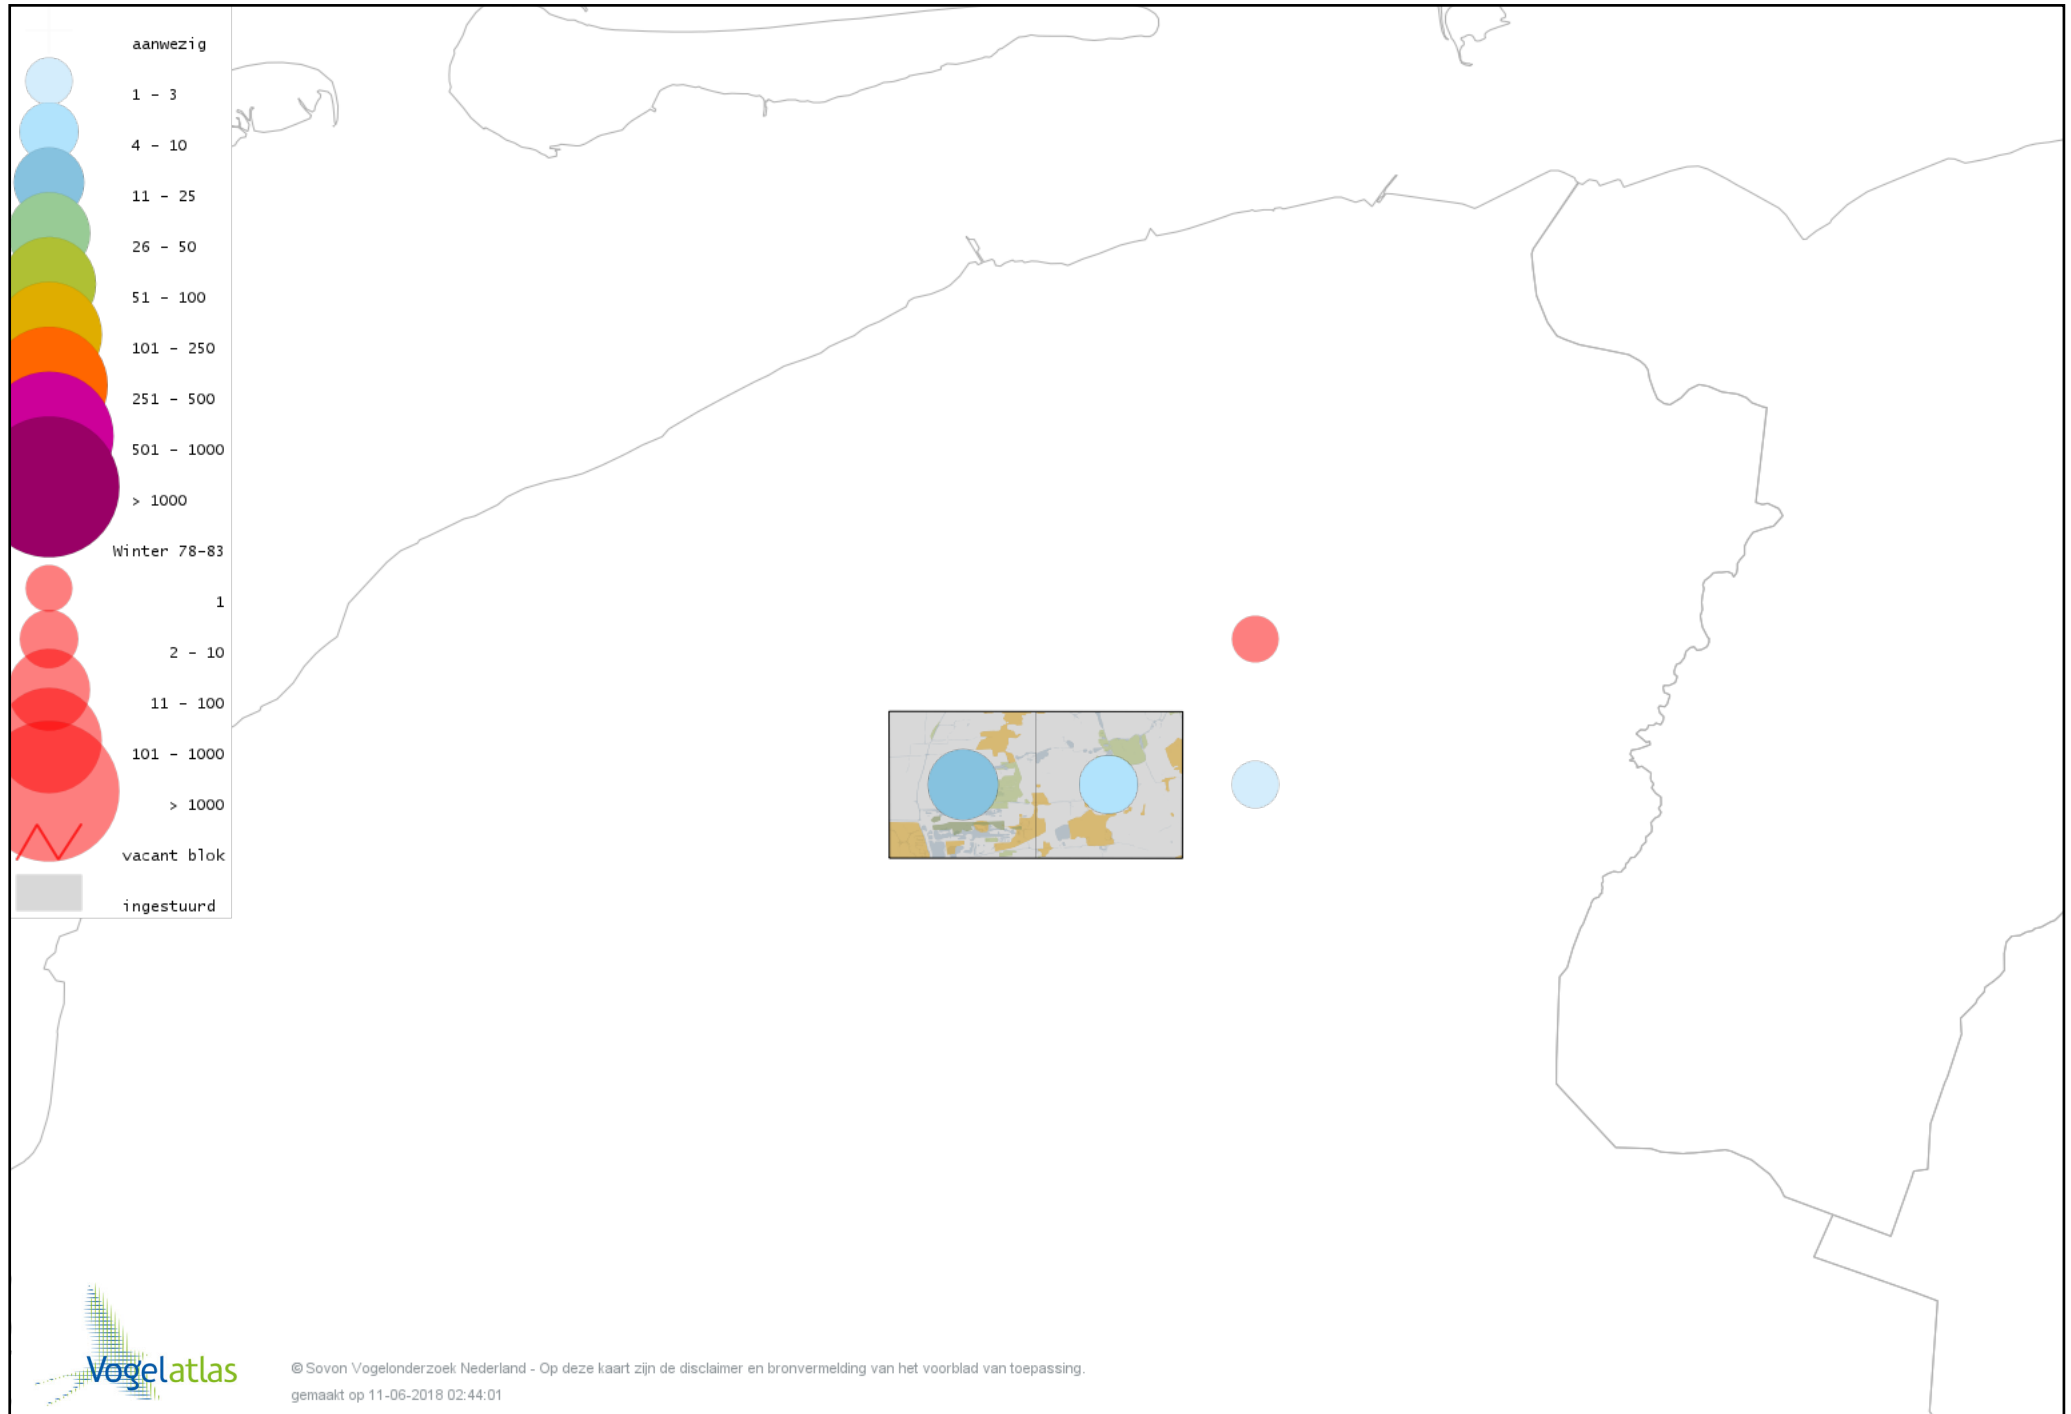 aanwezig
1 - 3
4 - 10
11 - 25
26 - 50
51 - 100
101 - 250
251 - 500
501 - 1000
> 1000
Winter 78-83
1
2 - 10
11 - 100
101 - 1000
> 1000
vacant blok
ingestuurd
Vogelatlas
© Sovon Vogelonderzoek Nederland - Op deze kaart zijn de disclaimer en bronvermelding van het voorblad van toepassing.
gemaakt op 11-06-2018 02:44:01